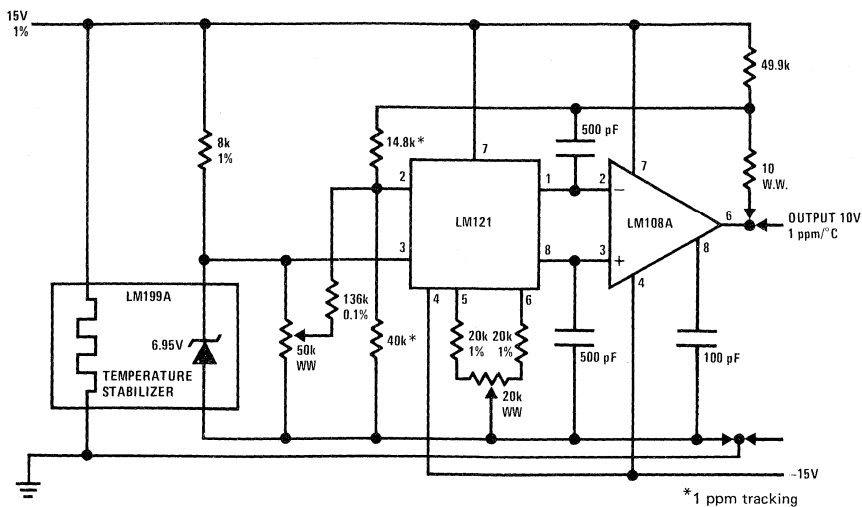 15V
1%
49.9k
14.8k*
500 pF
8k
1%
7
7
10
W.W.
2
1
2
−
LM121
LM108A
6
OUTPUT 10V
1 ppm/°C
3
8
3
+
8
4
5
6
4
LM199A
136k
0.1%
6.95V
50k
WW
40k*
20k
1%
20k
1%
500 pF
100 pF
TEMPERATURE
STABILIZER
20k
WW
−15V
*1 ppm tracking